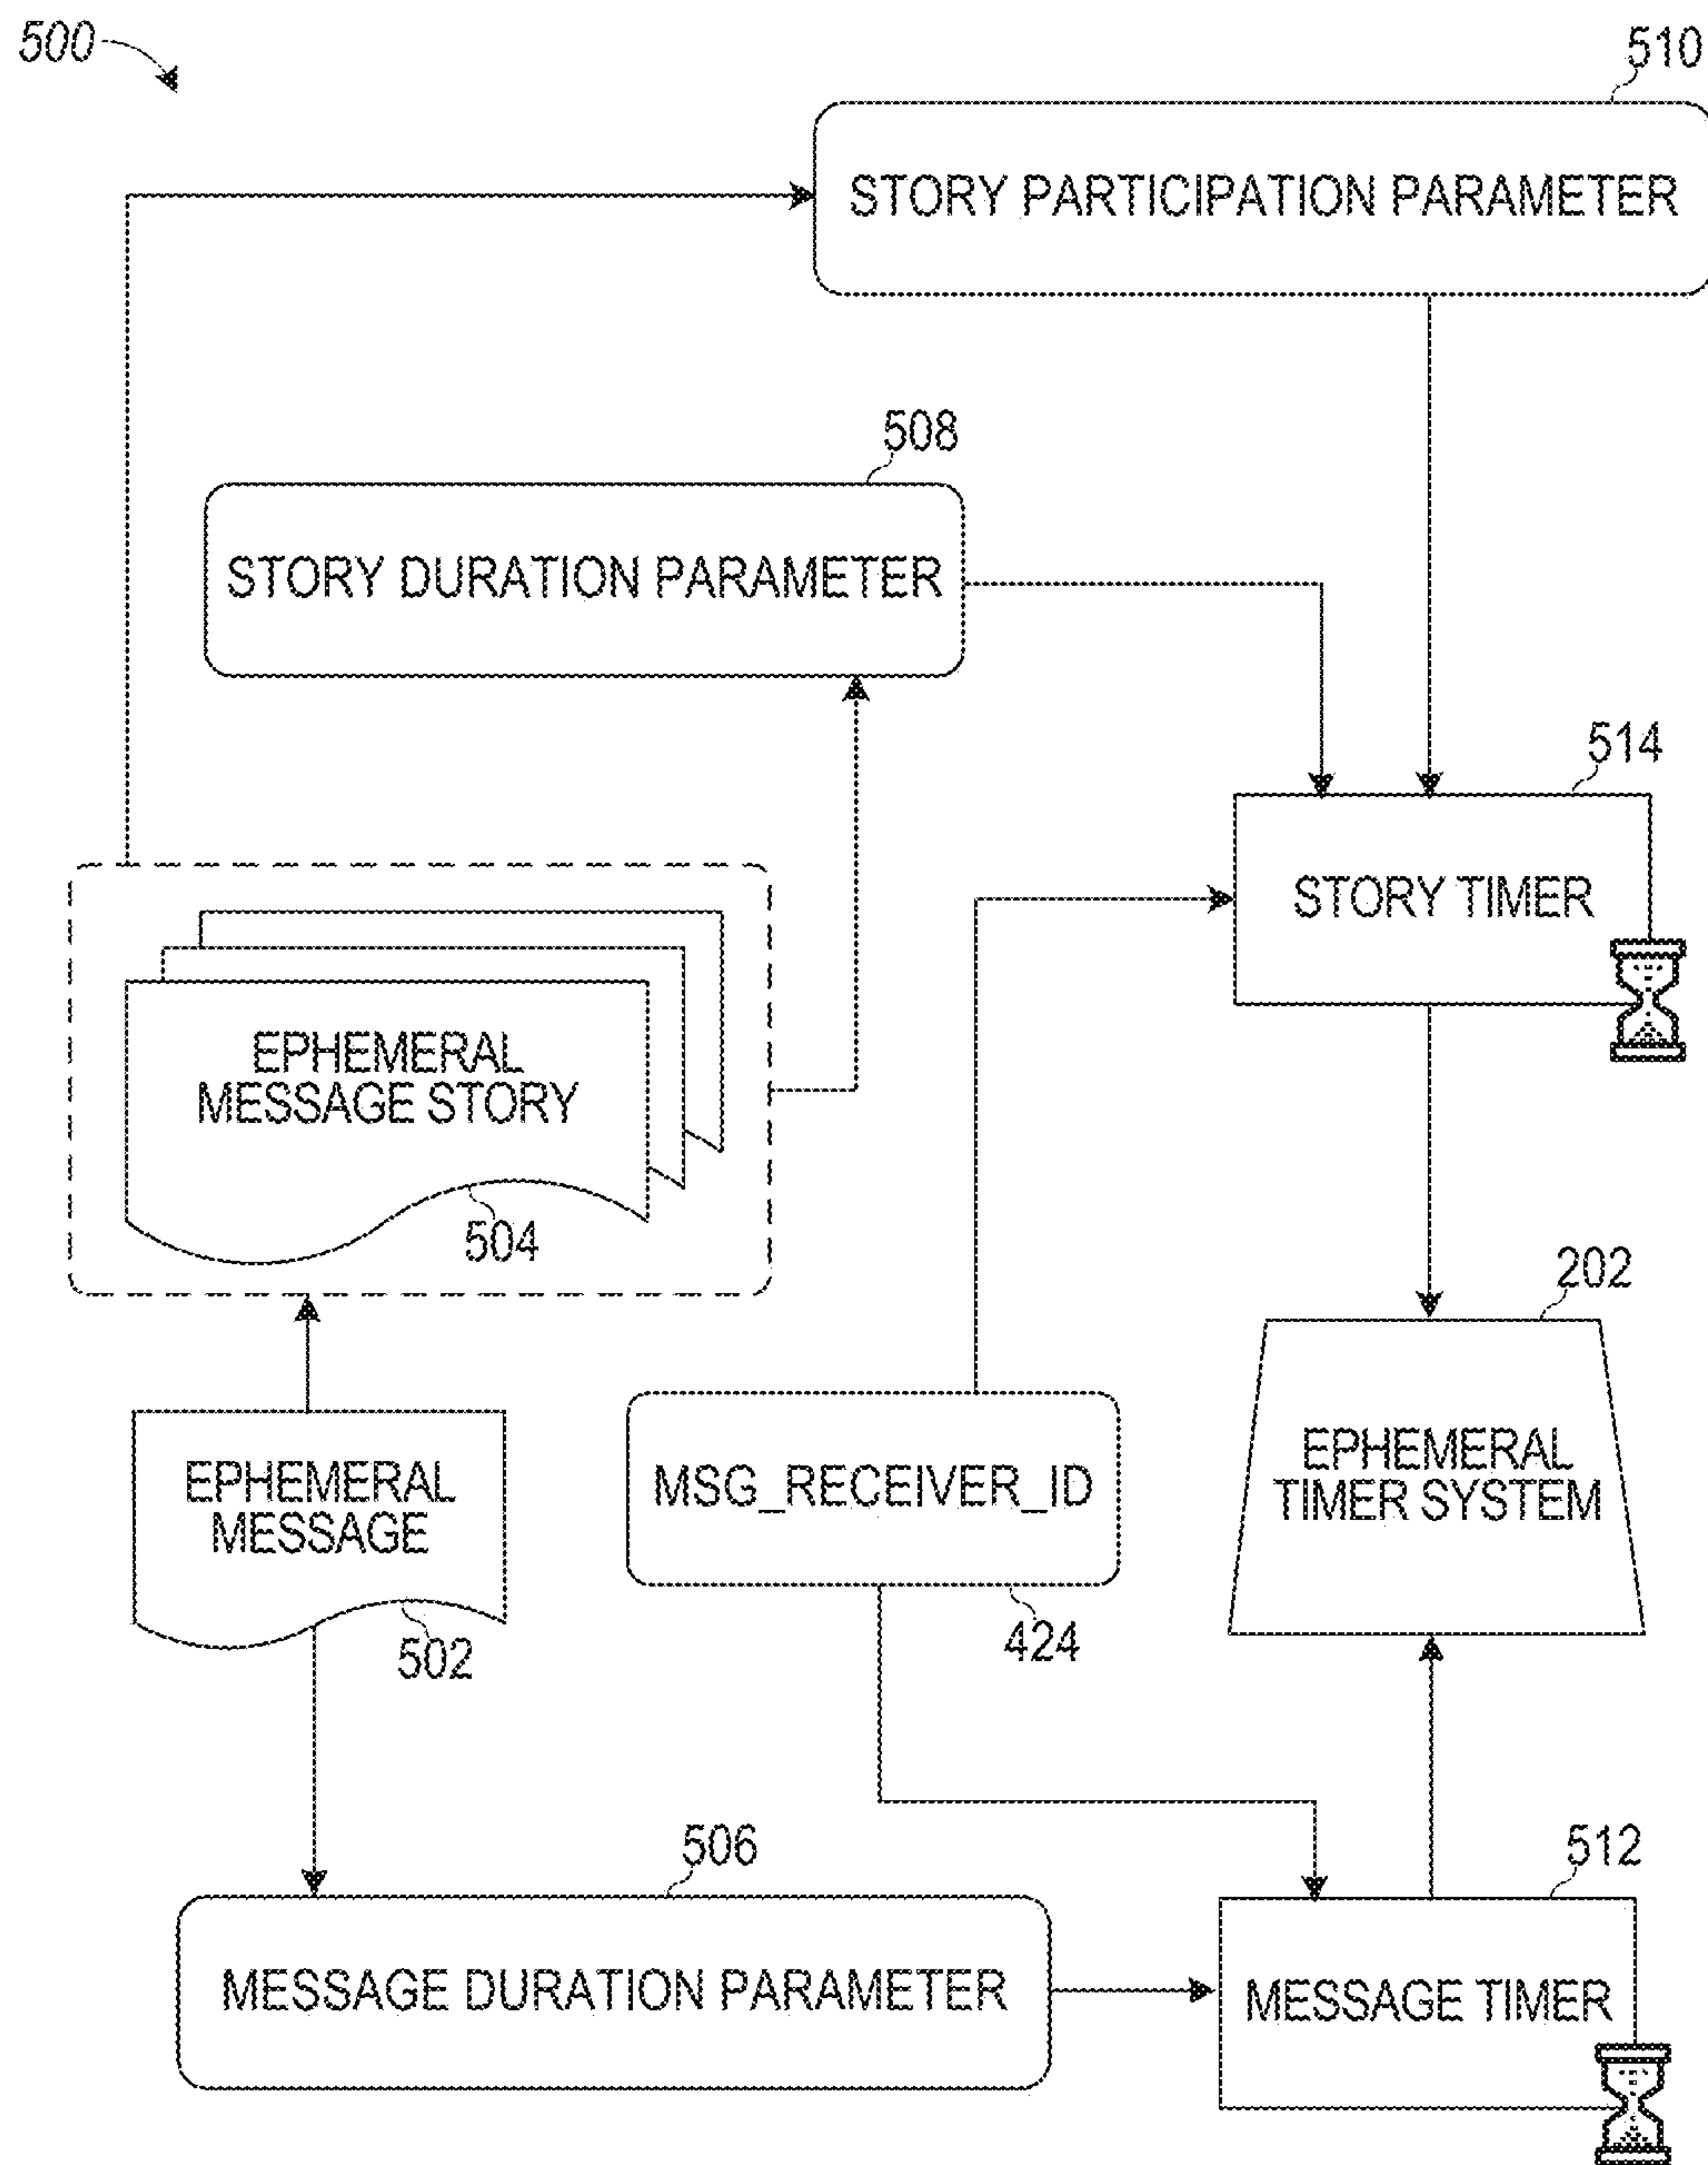 500
510
STORY PARTICIPATION PARAMETER
508
STORY DURATION PARAMETER
514
STORY TIMER
EPHEMERAL
MESSAGE STORY
504
202
EPHEMERAL
TIMER SYSTEM
EPHEMERAL
MESSAGE
502
MSG_RECEIVER_ID
424
506
MESSAGE DURATION PARAMETER
512
MESSAGE TIMER